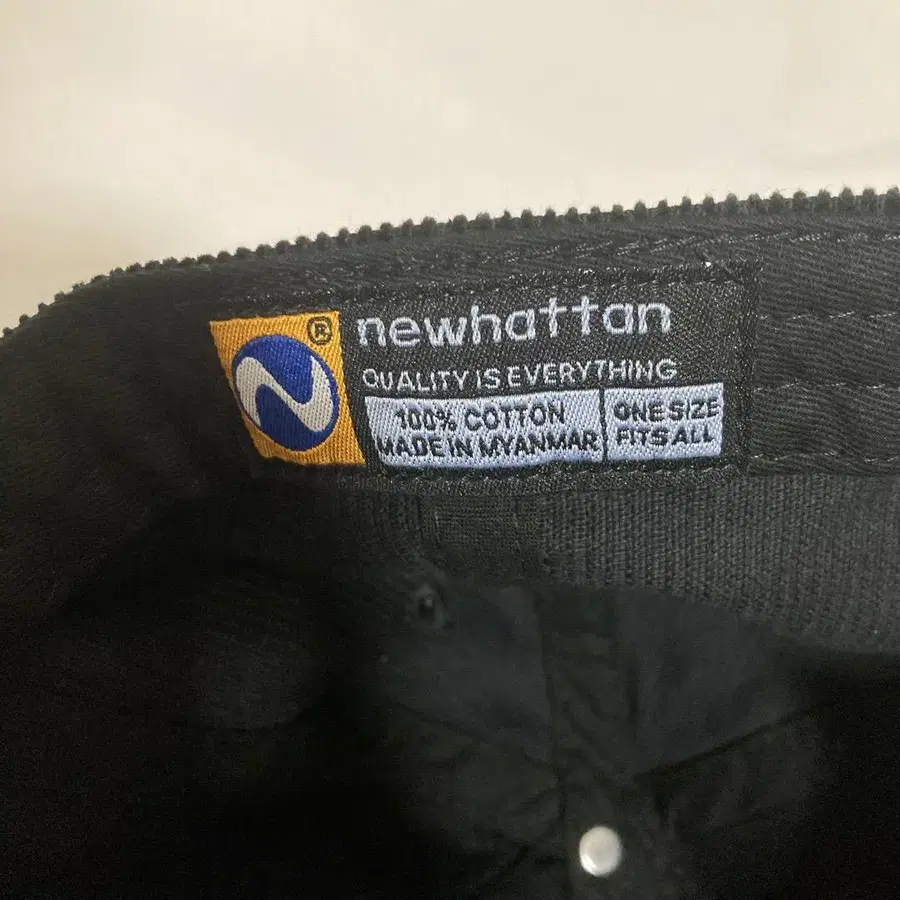 ®
newhattan
QUALITY IS EVERYTHING
100% COTTON
MADE IN MYANMAR
ONE SIZE
FITS ALL